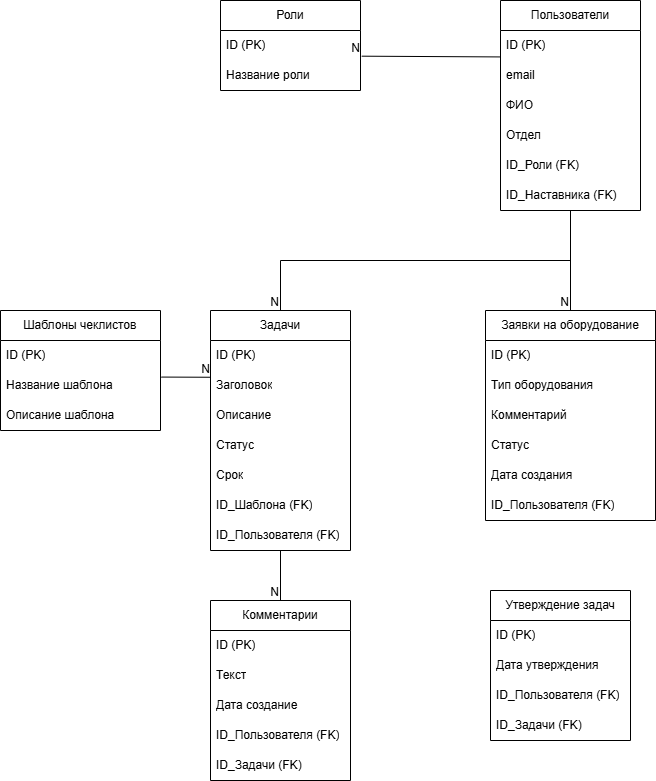 Роли
ID (PK)
Название роли
N
Пользователи
ID (PK)
email
ФИО
Отдел
ID_Роли (FK)
ID_Наставника (FK)
N
N
Шаблоны чеклистов
ID (PK)
Название шаблона
Описание шаблона
N
Задачи
ID (PK)
Заголовок
Описание
Статус
Срок
ID_Шаблона (FK)
ID_Пользователя (FK)
Заявки на оборудование
ID (PK)
Тип оборудования
Комментарий
Статус
Дата создания
ID_Пользователя (FK)
N
Комментарии
ID (PK)
Текст
Дата создание
ID_Пользователя (FK)
ID_Задачи (FK)
Утверждение задач
ID (PK)
Дата утверждения
ID_Пользователя (FK)
ID_Задачи (FK)